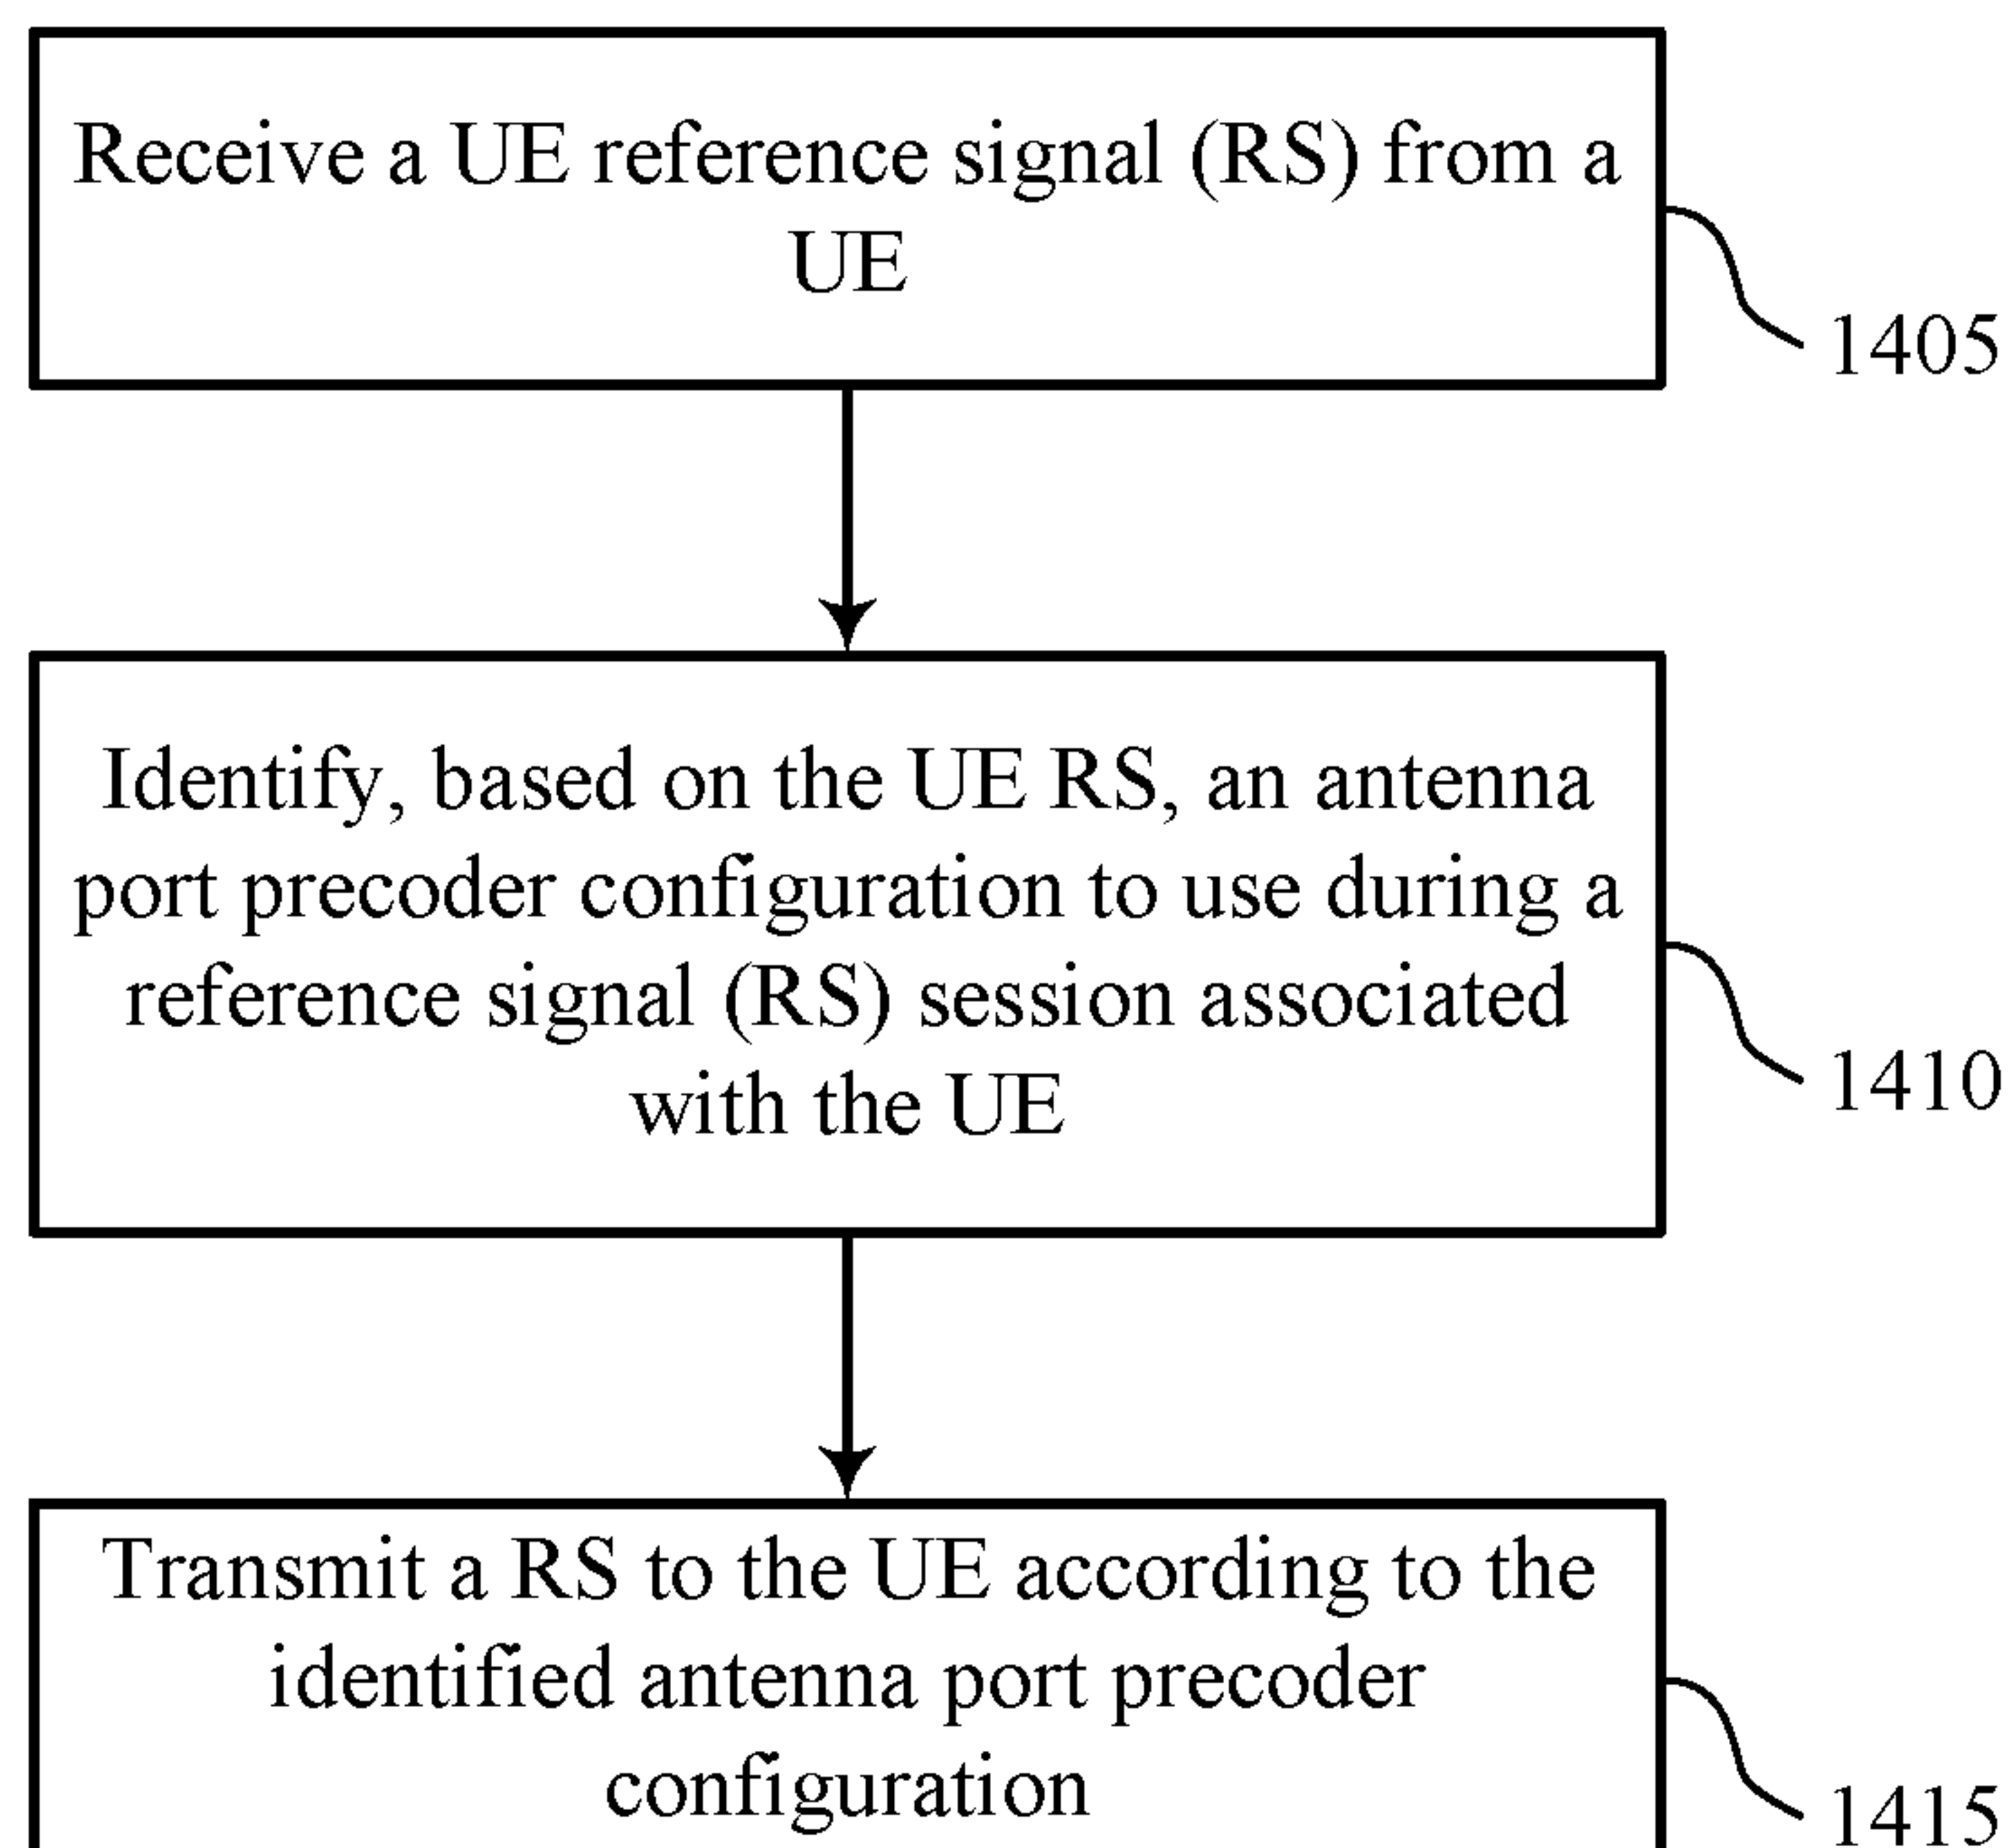 Receive a UE reference signal (RS) from a
UE
1405
Identify, based on the UE RS, an antenna
port precoder configuration to use during a
reference signal (RS) session associated
with the UE
1410
Transmit a RS to the UE according to the
identified antenna port precoder
configuration
1415